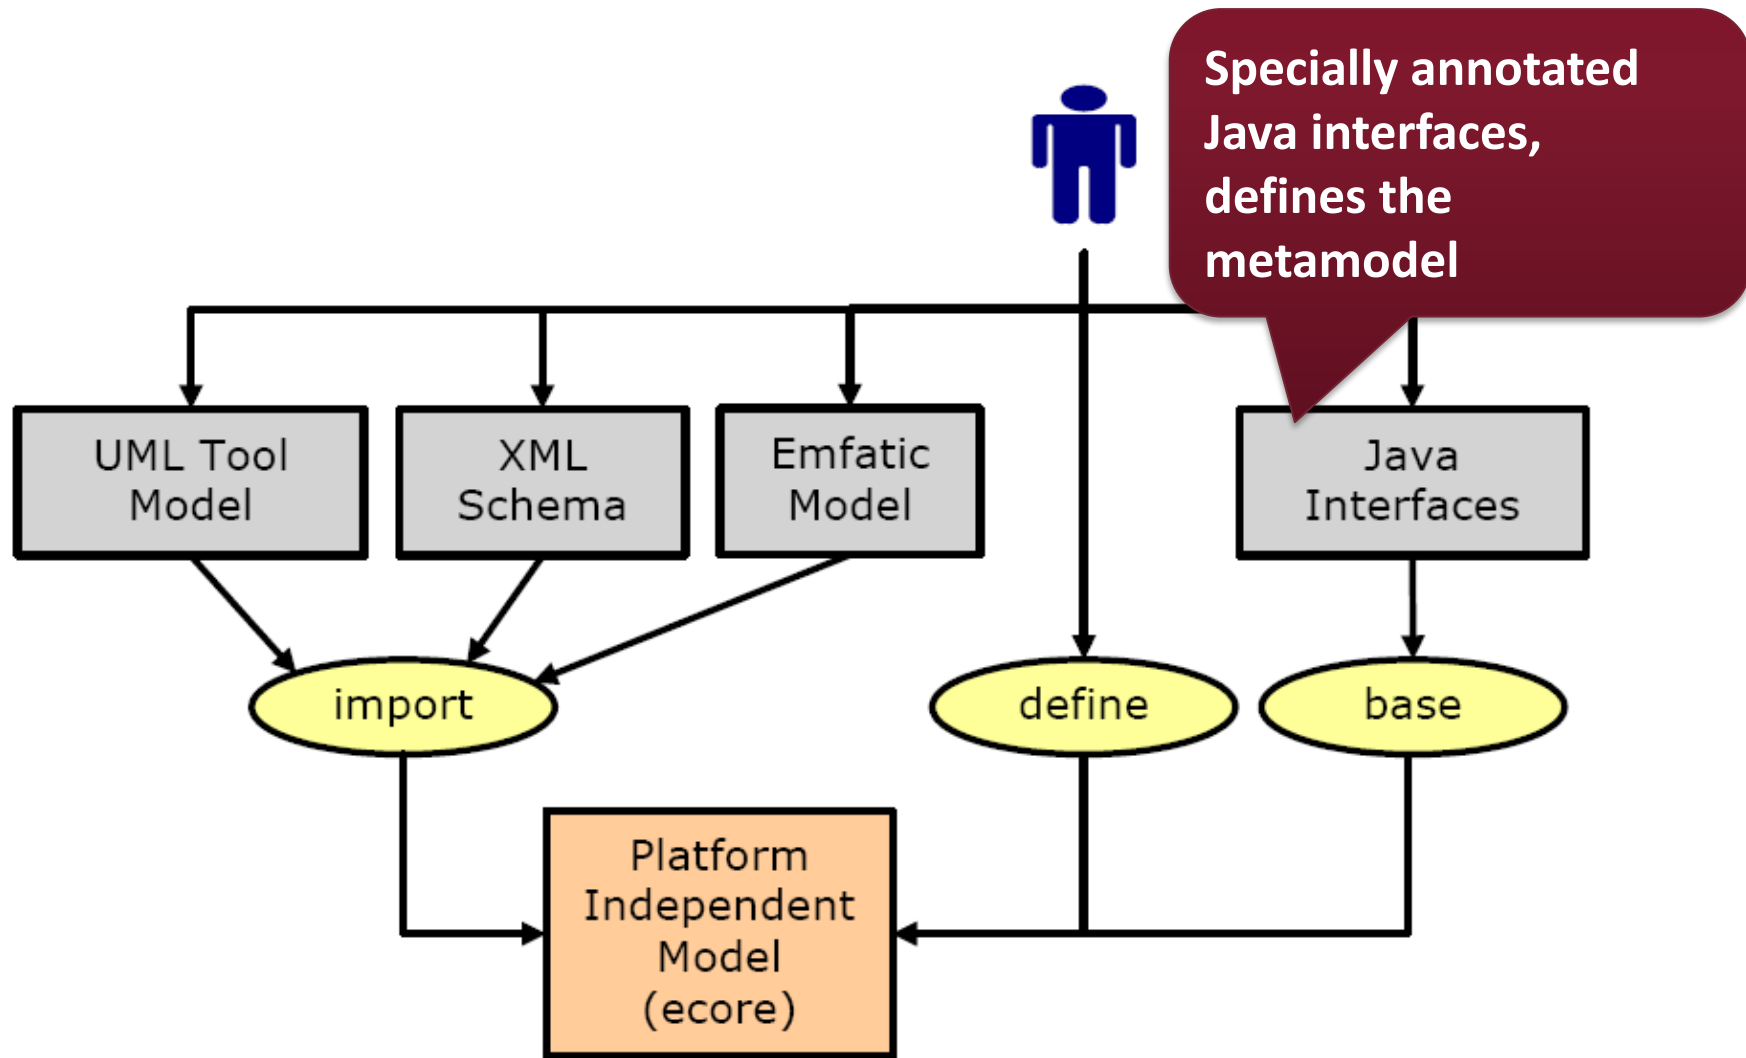 Specially annotated
Java interfaces,
defines the
metamodel
UML Tool
Model
XML
Schema
Emfatic
Model
Java
Interfaces
import
define
base
Platform
Independent
Model
(ecore)